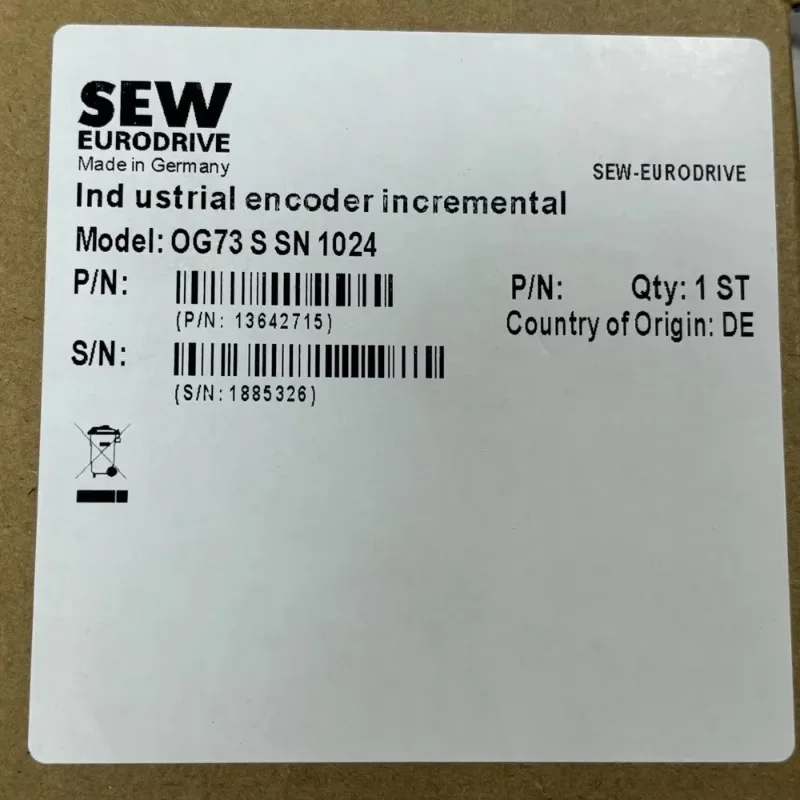 SEW
EURODRIVE
Made in Germany
SEW-EURODRIVE
Ind ustrial encoder incremental
Model: OG73 S SN 1024
P/N:
(P/N: 13642715)
P/N: Qty: 1 ST
Country of Origin: DE
S/N:
(S/N:1885326)